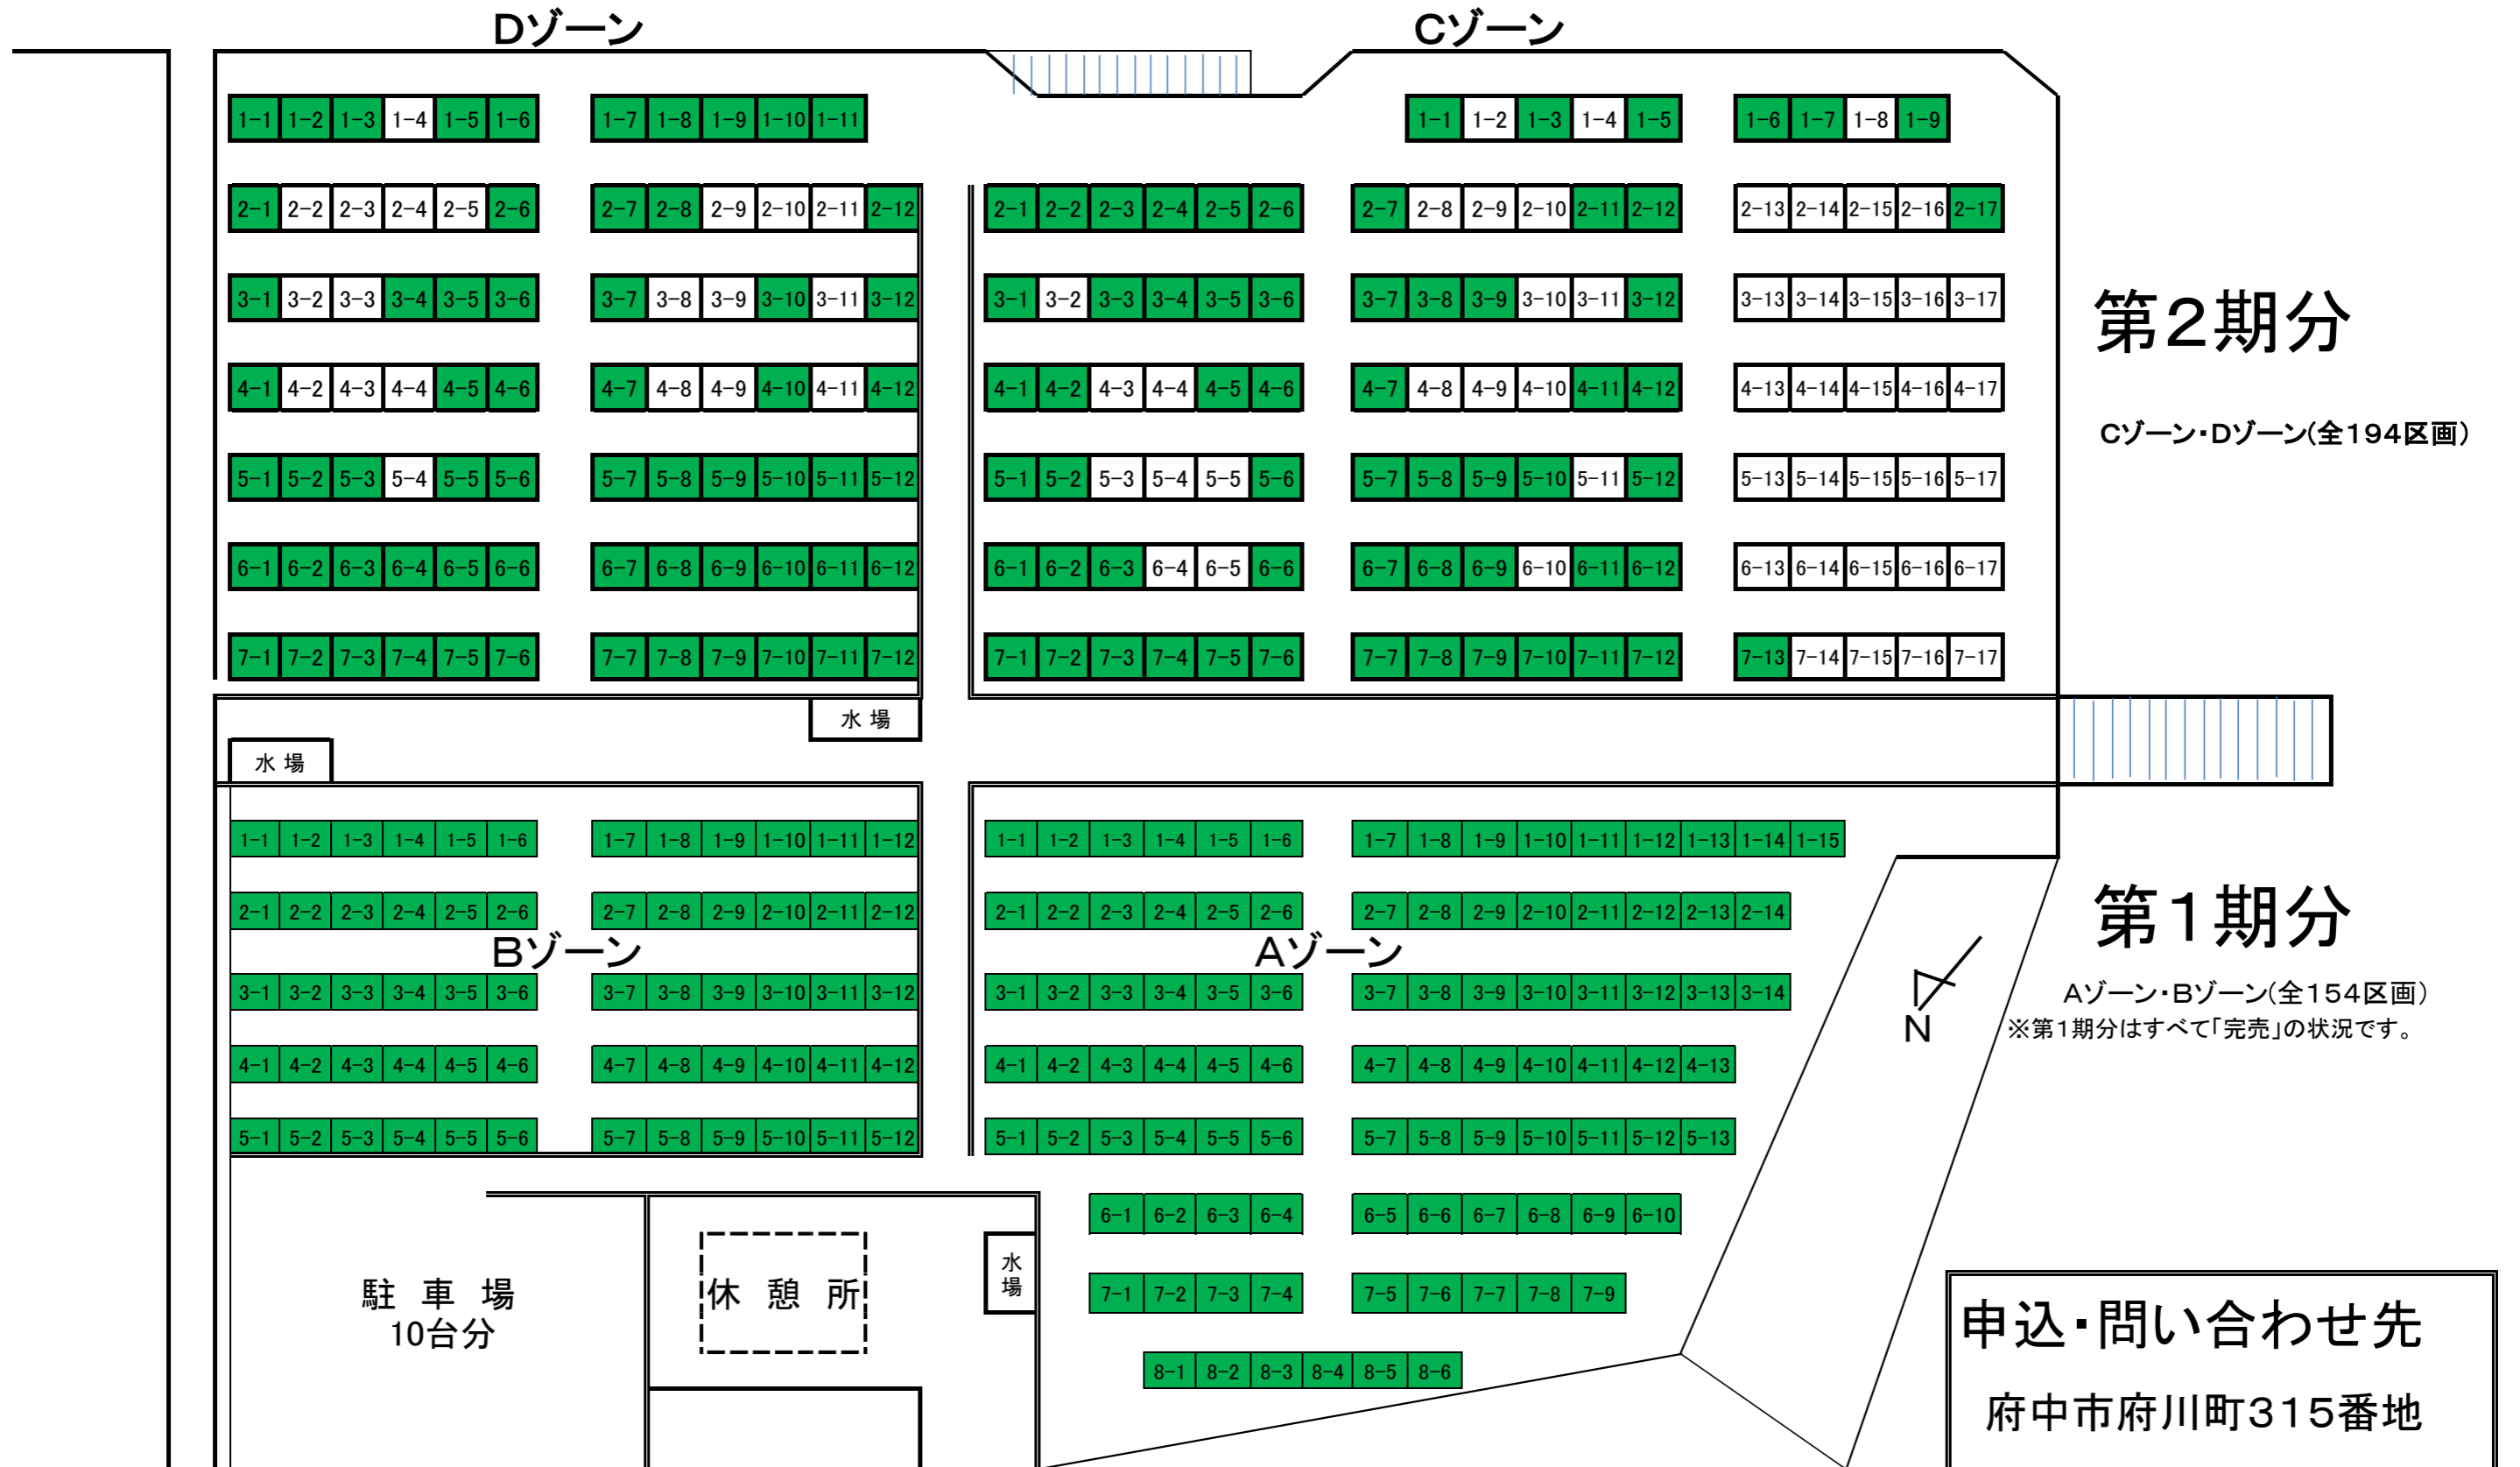 Dゾーン Cゾーン
1-1 1-2 1-3 1-4 1-5 1-6 1-7 1-8 1-9 1-10 1-11 1-1 1-2 1-3 1-4 1-5 1-6 1-7 1-8 1-9
2-1 2-2 2-3 2-4 2-5 2-6 2-7 2-8 2-9 2-10 2-11 2-12 2-1 2-2 2-3 2-4 2-5 2-6 2-7 2-8 2-9 2-10 2-11 2-12 2-13 2-14 2-15 2-16 2-17
3-1 3-2 3-3 3-4 3-5 3-6 3-7 3-8 3-9 3-10 3-11 3-12 3-1 3-2 3-3 3-4 3-5 3-6 3-7 3-8 3-9 3-10 3-11 3-12 3-13 3-14 3-15 3-16 3-17
第2期分
4-1 4-2 4-3 4-4 4-5 4-6 4-7 4-8 4-9 4-10 4-11 4-12 4-1 4-2 4-3 4-4 4-5 4-6 4-7 4-8 4-9 4-10 4-11 4-12 4-13 4-14 4-15 4-16 4-17
Cゾーン・Dゾーン(全194区画)
5-1 5-2 5-3 5-4 5-5 5-6 5-7 5-8 5-9 5-10 5-11 5-12 5-1 5-2 5-3 5-4 5-5 5-6 5-7 5-8 5-9 5-10 5-11 5-12 5-13 5-14 5-15 5-16 5-17
6-1 6-2 6-3 6-4 6-5 6-6 6-7 6-8 6-9 6-10 6-11 6-12 6-1 6-2 6-3 6-4 6-5 6-6 6-7 6-8 6-9 6-10 6-11 6-12 6-13 6-14 6-15 6-16 6-17
7-1 7-2 7-3 7-4 7-5 7-6 7-7 7-8 7-9 7-10 7-11 7-12 7-1 7-2 7-3 7-4 7-5 7-6 7-7 7-8 7-9 7-10 7-11 7-12 7-13 7-14 7-15 7-16 7-17
水場
水場
1-1 1-2 1-3 1-4 1-5 1-6 1-7 1-8 1-9 1-10 1-11 1-12 1-1 1-2 1-3 1-4 1-5 1-6 1-7 1-8 1-9 1-10 1-11 1-12 1-13 1-14 1-15
2-1 2-2 2-3 2-4 2-5 2-6 2-7 2-8 2-9 2-10 2-11 2-12 2-1 2-2 2-3 2-4 2-5 2-6 2-7 2-8 2-9 2-10 2-11 2-12 2-13 2-14
第1期分
Bゾーン Aゾーン
3-1 3-2 3-3 3-4 3-5 3-6 3-7 3-8 3-9 3-10 3-11 3-12 3-1 3-2 3-3 3-4 3-5 3-6 3-7 3-8 3-9 3-10 3-11 3-12 3-13 3-14
Aゾーン・Bゾーン(全154区画)
N
※第1期分はすべて「完売」の状況です。
4-1 4-2 4-3 4-4 4-5 4-6 4-7 4-8 4-9 4-10 4-11 4-12 4-1 4-2 4-3 4-4 4-5 4-6 4-7 4-8 4-9 4-10 4-11 4-12 4-13
5-1 5-2 5-3 5-4 5-5 5-6 5-7 5-8 5-9 5-10 5-11 5-12 5-1 5-2 5-3 5-4 5-5 5-6 5-7 5-8 5-9 5-10 5-11 5-12 5-13
6-1 6-2 6-3 6-4 6-5 6-6 6-7 6-8 6-9 6-10
水場
7-1 7-2 7-3 7-4 7-5 7-6 7-7 7-8 7-9
駐車場
10台分
休憩所
8-1 8-2 8-3 8-4 8-5 8-6
申込・問い合わせ先
府中市府川町315番地